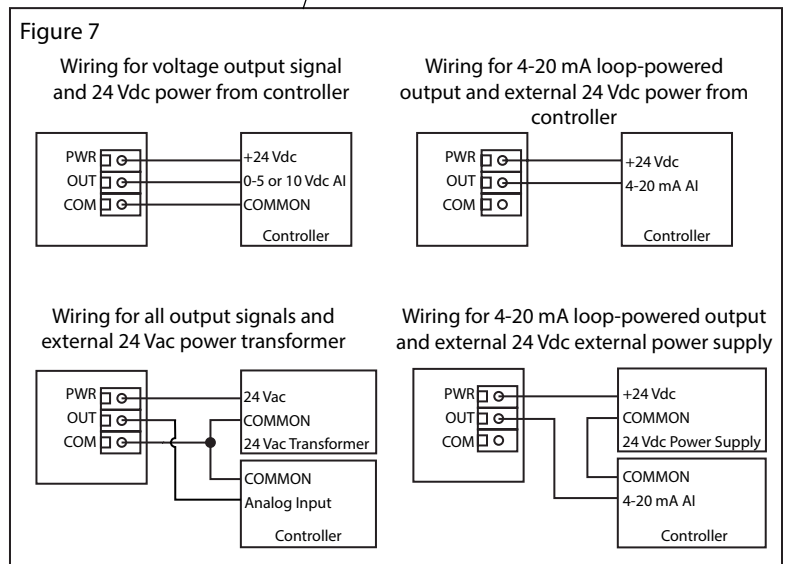 Figure 7
Wiring for voltage output signal
and 24 Vdc power from controller
PWR
OUT
COM
+24 Vdc
0-5 or 10 Vdc AI
COMMON
Controller
Wiring for 4-20 mA loop-powered
output and external 24 Vdc power from
controller
PWR
OUT
COM
+24 Vdc
4-20 mA AI
Controller
Wiring for all output signals and
external 24 Vac power transformer
PWR
OUT
COM
24 Vac
COMMON
24 Vac Transformer
COMMON
Analog Input
Controller
Wiring for 4-20 mA loop-powered output
and external 24 Vdc external power supply
PWR
OUT
COM
+24 Vdc
COMMON
24 Vdc Power Supply
COMMON
4-20 mA AI
Controller